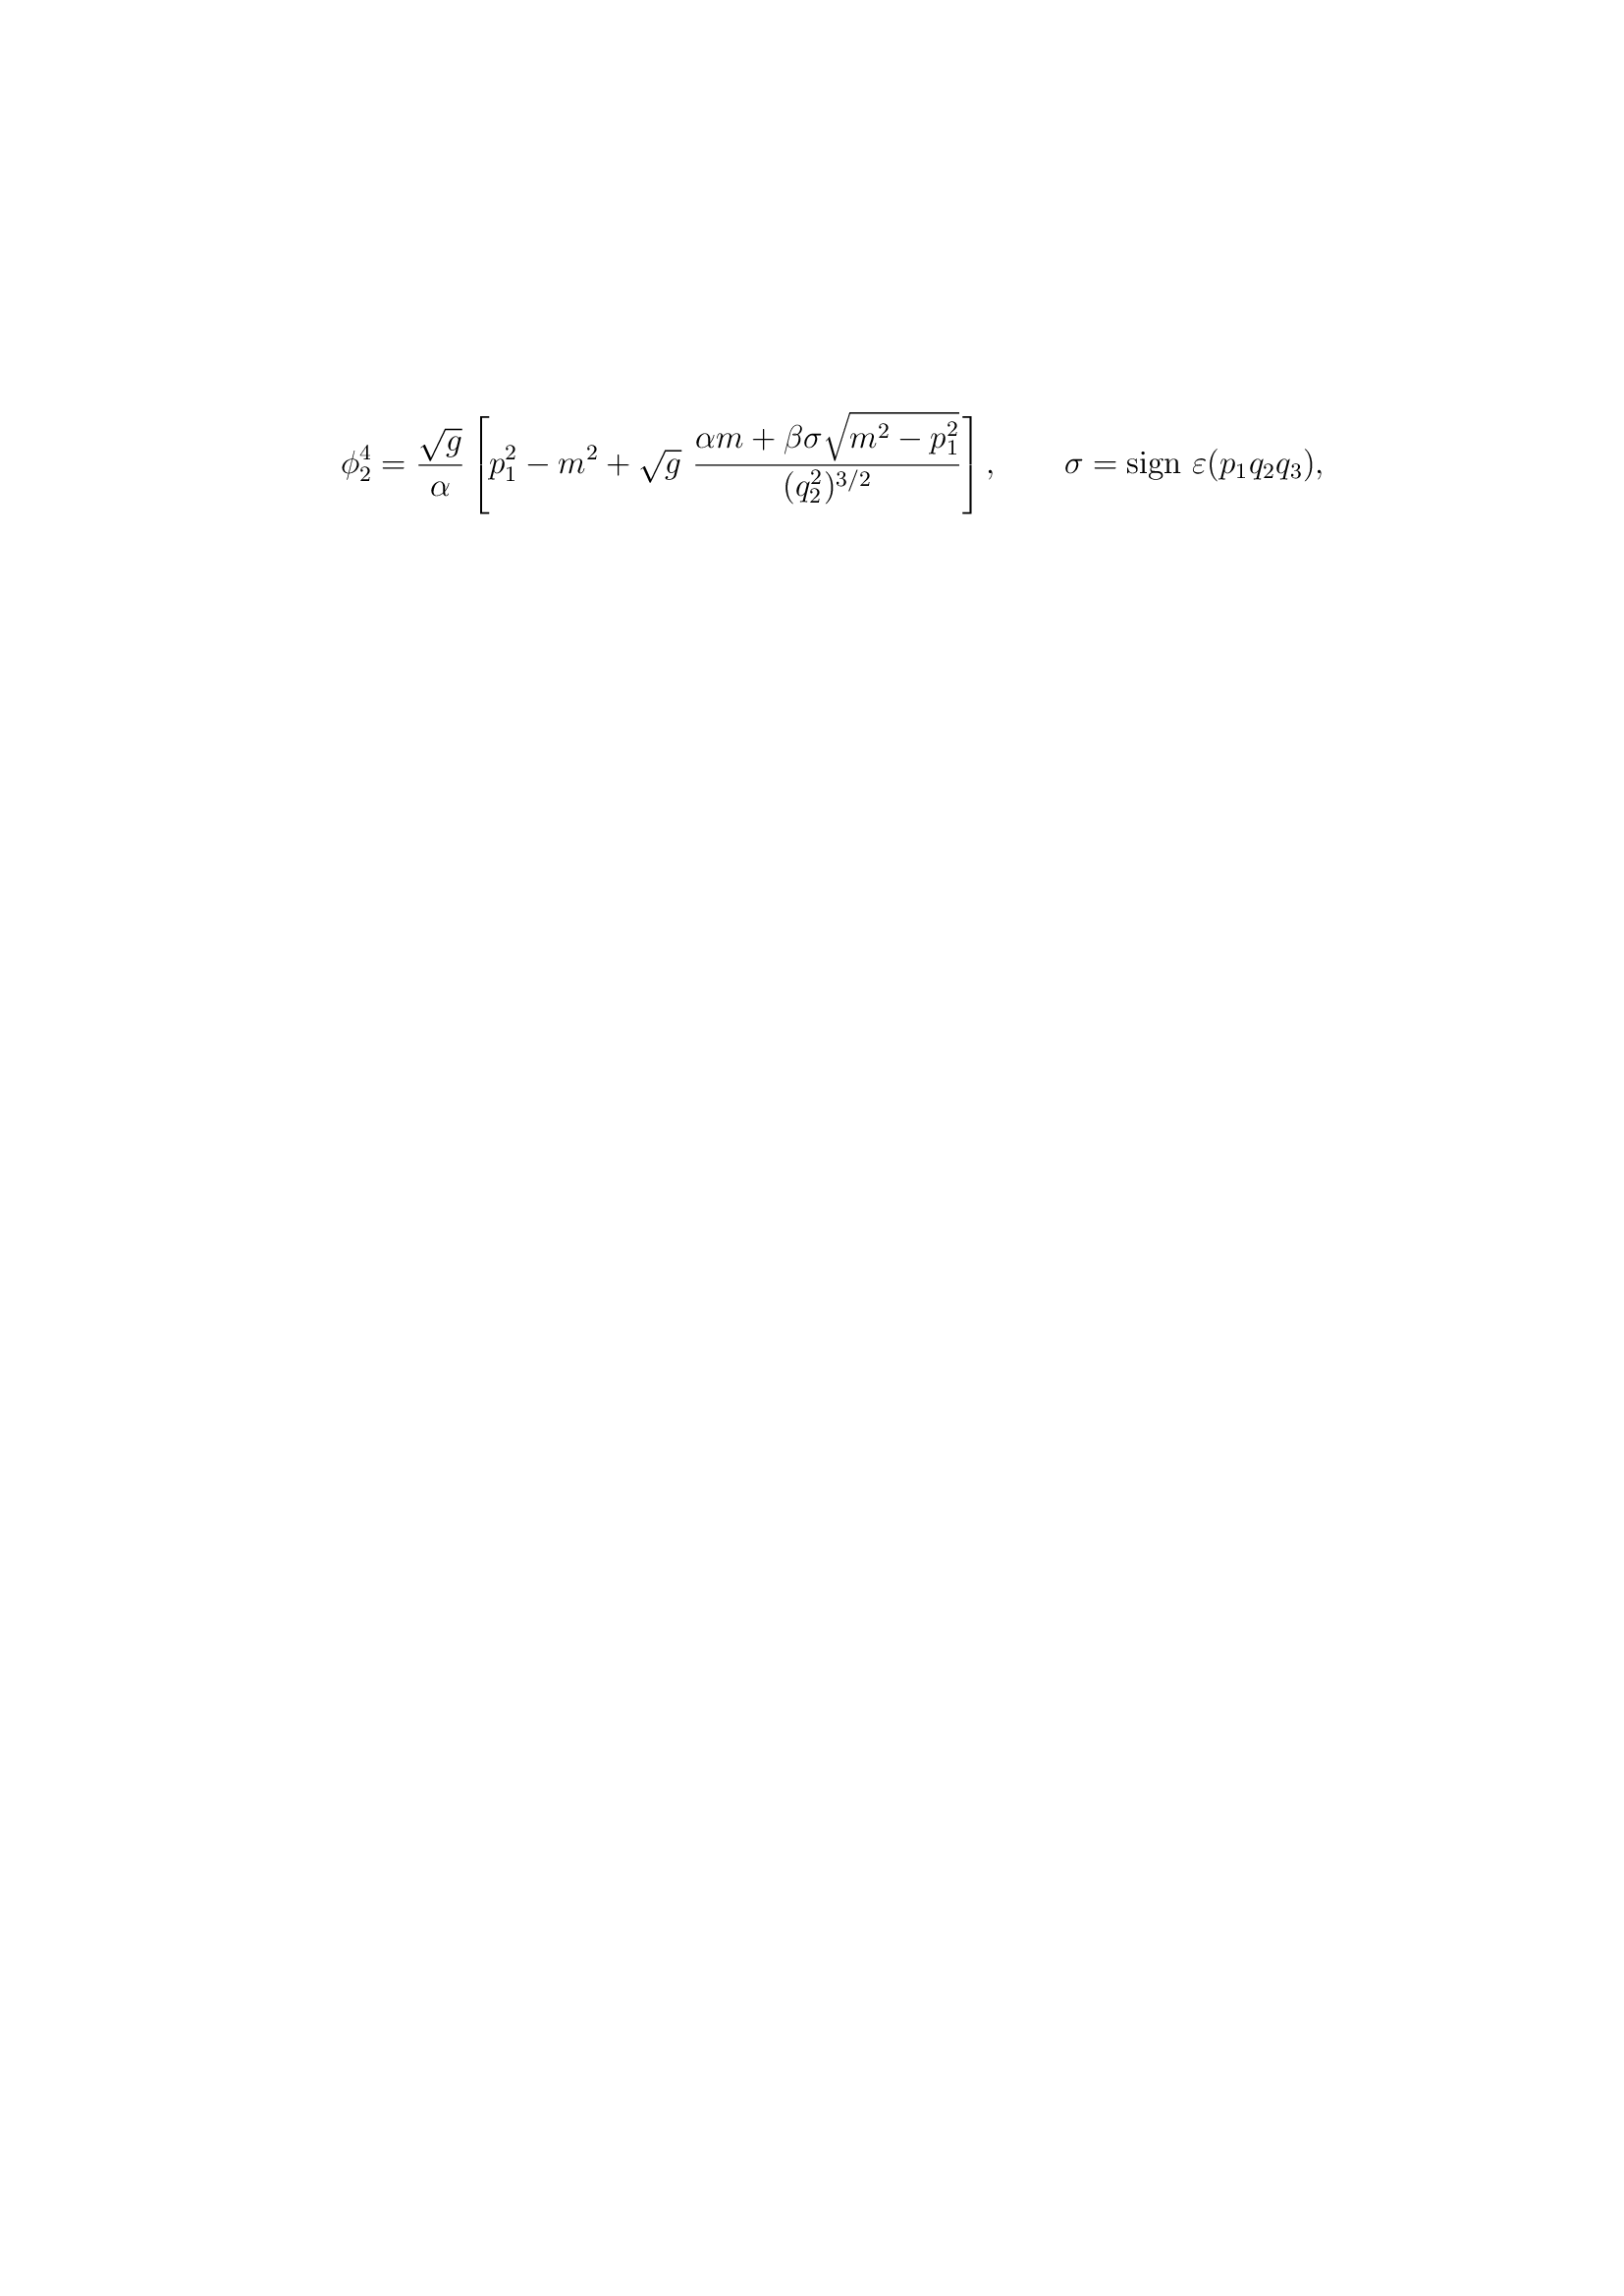 $$\phi_2^4 = \frac{\sqrt{g}}{\alpha} \left[ p_1^2 - m^2 + \sqrt{g} \ \frac{\alpha m + \beta \sigma \sqrt{m^2 - p_1^2}}{(q_2^2)^{3/2}} \right], \qquad \sigma = \text{sign} \ \varepsilon(p_1 q_2 q_3),$$